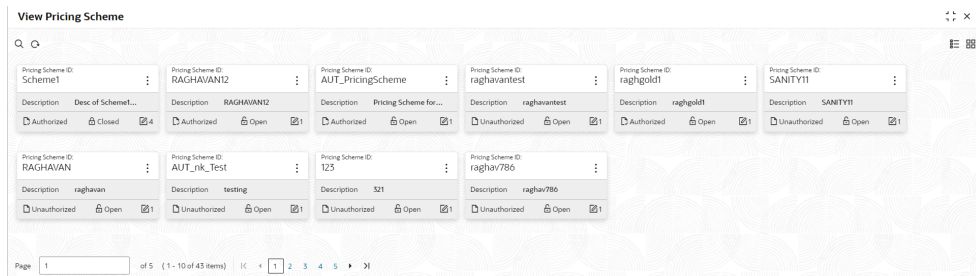 View Pricing Scheme
Pricing Scheme ID: Pricing Scheme ID: Pricing Scheme ID: Pricing Scheme ID: Pricing Scheme ID: Pricing Scheme ID:
Scheme1 RAGHAVAN12 AUT_PricingScheme raghavantest raghgold1 SANITY11
Description Desc of Scheme1... Description RAGHAVAN12 Description Pricing Scheme for... Description raghavantest Description raghgold1 Description SANITY11
Authorized Closed 4 Authorized Open 1 Authorized Open 1 Unauthorized Open 1 Authorized Open 1 Unauthorized Open 1
Pricing Scheme ID: Pricing Scheme ID: Pricing Scheme ID: Pricing Scheme ID:
RAGHAVAN AUT_nk_Test 123 raghav786
Description raghavan Description testing Description 321 Description raghav786
Unauthorized Open 1 Unauthorized Open 1 Unauthorized Open 1 Unauthorized Open 1
Page 1 of 5 (1 - 10 of 43 items) 1 2 3 4 5